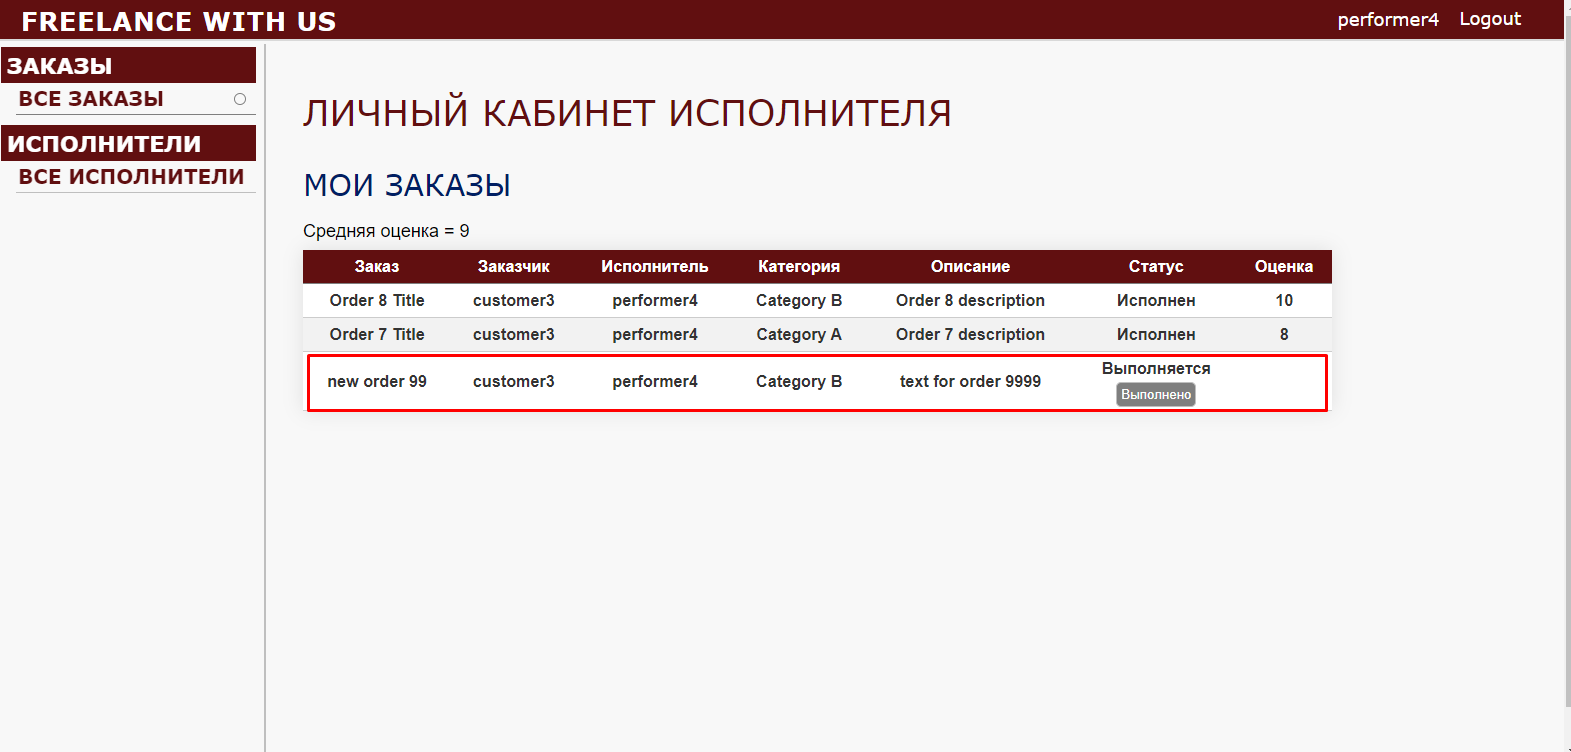 FREELANCE WITH US
performer4 Logout
ЗАКАЗЫ
ВСЕ ЗАКАЗЫ
ИСПОЛНИТЕЛИ
ВСЕ ИСПОЛНИТЕЛИ
ЛИЧНЫЙ КАБИНЕТ ИСПОЛНИТЕЛЯ
МОИ ЗАКАЗЫ
Средняя оценка = 9
Заказ Заказчик Исполнитель Категория Описание Статус Оценка
Order 8 Title customer3 performer4 Category B Order 8 description Исполнен 10
Order 7 Title customer3 performer4 Category A Order 7 description Исполнен 8
new order 99 customer3 performer4 Category B text for order 9999 Выполняется
Выполнено